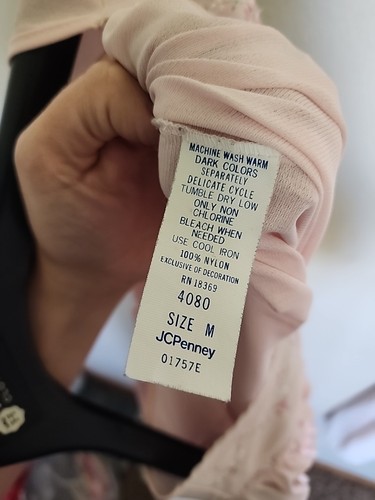 MACHINE WASH WARM
DARK COLORS
SEPARATELY
DELICATE CYCLE
TUMBLE DRY LOW
ONLY NON
CHLORINE
BLEACH WHEN
NEEDED
USE COOL IRON
100% NYLON
EXCLUSIVE OF DECORATION
RN 18369
4080
SIZE M
JCPenney
01757E